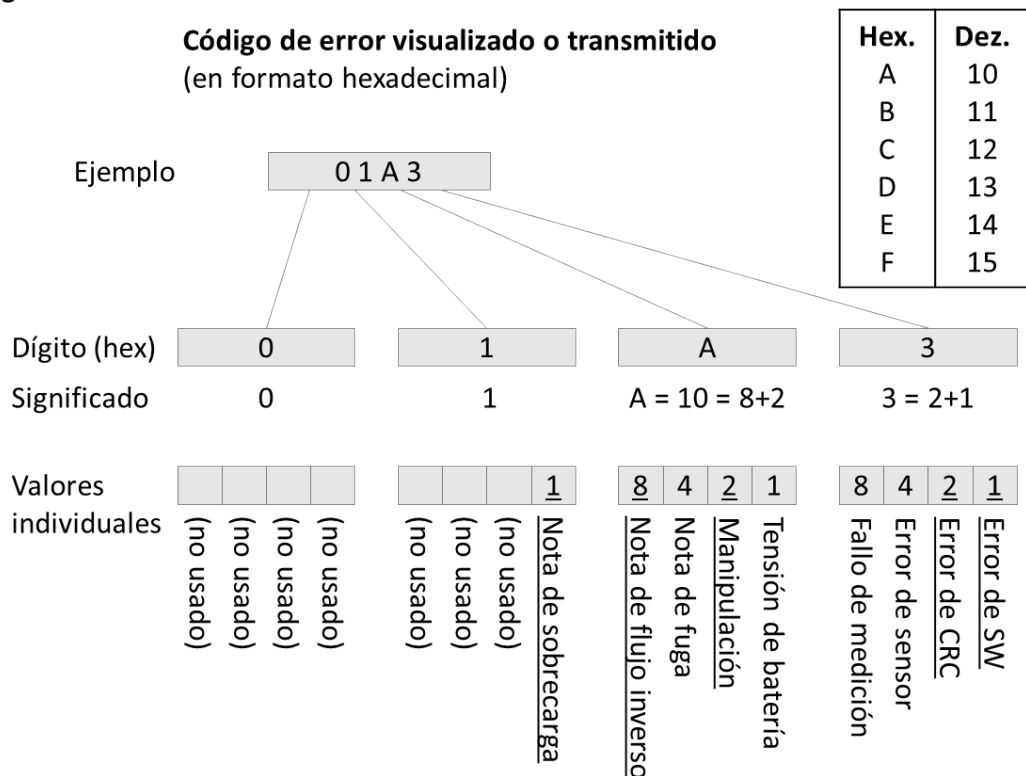 g
Código de error visualizado o transmitido
(en formato hexadecimal)
Hex. Dez.
A 10
B 11
C 12
D 13
E 14
F 15
Ejemplo 0 1 A 3
Dígito (hex) 0 1 A 3
Significado 0 1 A = 10 = 8+2 3 = 2+1
Valores individuales
1 8 4 2 1 8 4 2 1
(no usado)
(no usado)
(no usado)
(no usado)
(no usado)
(no usado)
(no usado)
Nota de sobrecarga
Nota de flujo inverso
Nota de fuga
Manipulación
Tensión de batería
Fallo de medición
Error de sensor
Error de CRC
Error de SW